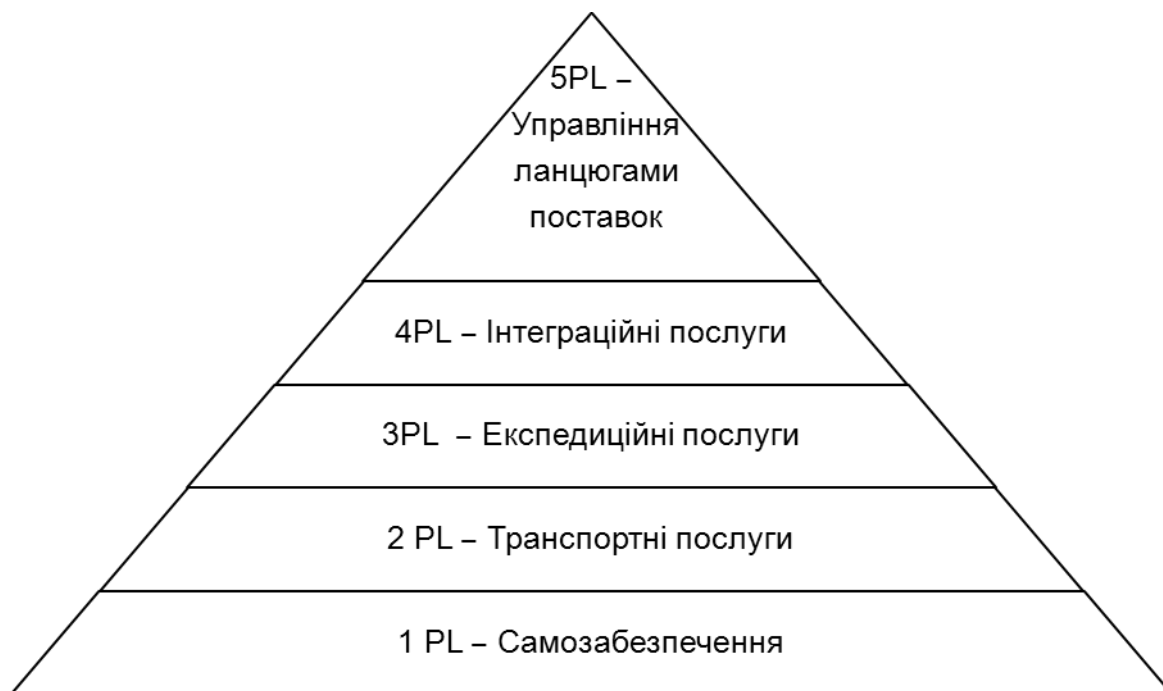 5PL –
Управління
ланцюгами
поставок
4PL – Інтеграційні послуги
3PL – Експедиційні послуги
2 PL – Транспортні послуги
1 PL – Самозабезпечення